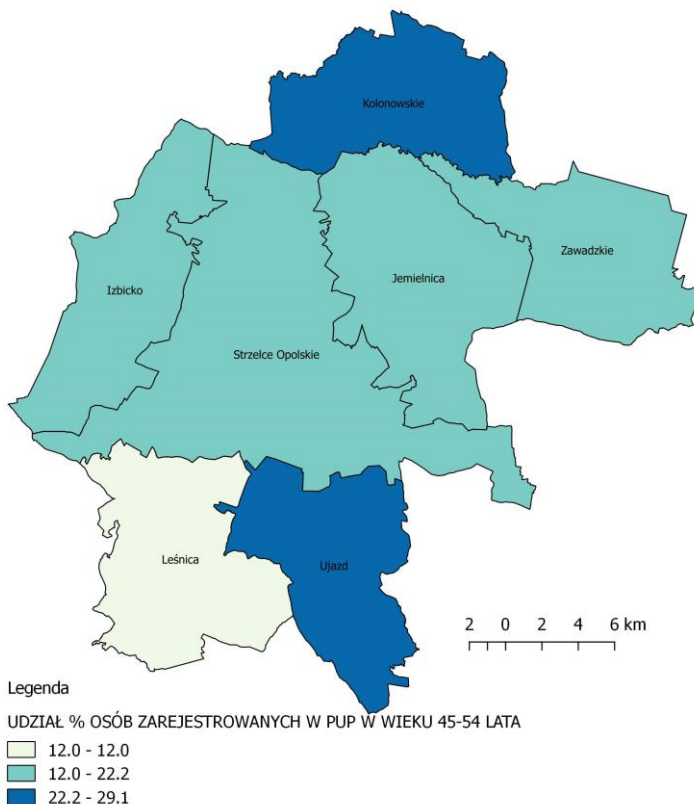 Kolonowskie
Zawadzkie
Jemielnica
Izbicko
Strzelce Opolskie
Leśnica
Ujazd
2 0 2 4 6 km
Legenda
UDZIAŁ % OSÓB ZAREJESTROWANYCH W PUP W WIEKU 45-54 LATA
12.0 - 12.0
12.0 - 22.2
22.2 - 29.1